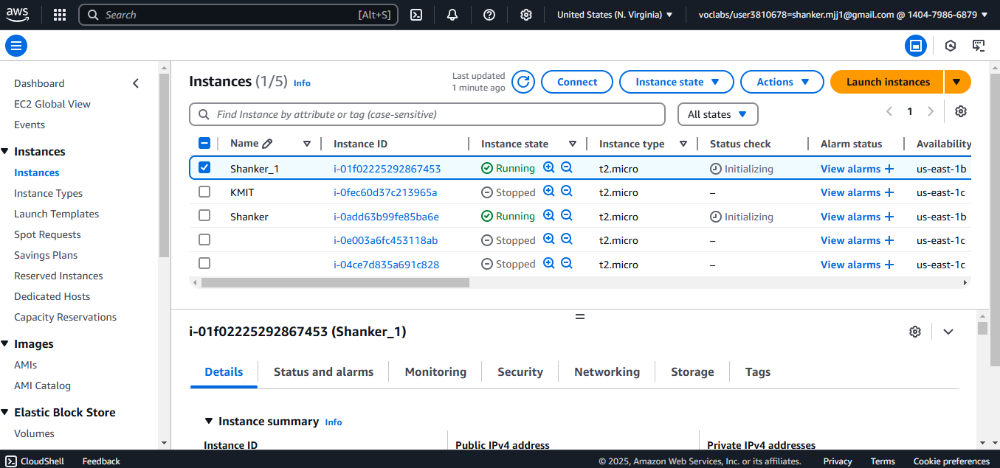 aws
Search [Alt+S] United States (N. Virginia) voclabs/user3810678=shanker.mjj1@gmail.com @ 1404-7986-6879
Dashboard
EC2 Global View
Events
Instances
Instances
Instance Types
Launch Templates
Spot Requests
Savings Plans
Reserved Instances
Dedicated Hosts
Capacity Reservations
Images
AMIs
AMI Catalog
Elastic Block Store
Volumes
Instances (1/5) Info
Last updated
1 minute ago
Connect Instance state Actions Launch instances
Find Instance by attribute or tag (case-sensitive) All states 1
Name Instance ID Instance state Instance type Status check Alarm status Availability
Shanker_1 i-01f02225292867453 Running t2.micro Initializing View alarms + us-east-1b
KMIT i-0fec60d37c213965a Stopped t2.micro – View alarms + us-east-1c
Shanker i-0add63b99fe85ba6e Running t2.micro Initializing View alarms + us-east-1b
i-0e003a6fc453118ab Stopped t2.micro – View alarms + us-east-1c
i-04ce7d835a691c828 Stopped t2.micro – View alarms + us-east-1c
i-01f02225292867453 (Shanker_1)
Details Status and alarms Monitoring Security Networking Storage Tags
Instance summary Info
Instance ID Public IPv4 address Private IPv4 addresses
CloudShell Feedback © 2025, Amazon Web Services, Inc. or its affiliates. Privacy Terms Cookie preferences